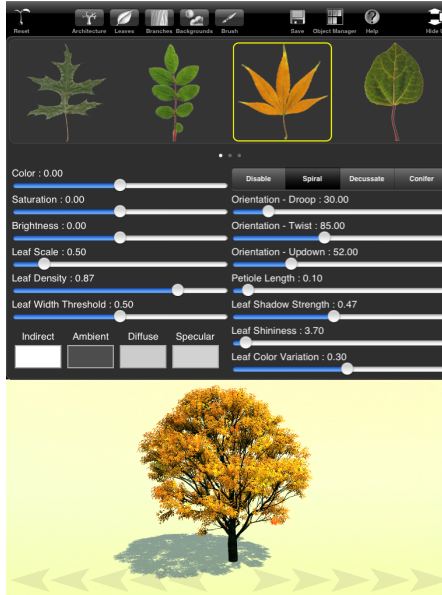 Reset Architecture Leaves Branches Backgrounds Brush Save Object Manager Help Hide U
Color : 0.00
Saturation : 0.00
Brightness : 0.00
Leaf Scale : 0.50
Leaf Density : 0.87
Leaf Width Threshold : 0.50
Indirect Ambient Diffuse Specular
Disable Spiral Decussate Conifer
Orientation - Droop : 30.00
Orientation - Twist : 85.00
Orientation - Updown : 52.00
Petiole Length : 0.10
Leaf Shadow Strength : 0.47
Leaf Shininess : 3.70
Leaf Color Variation : 0.30